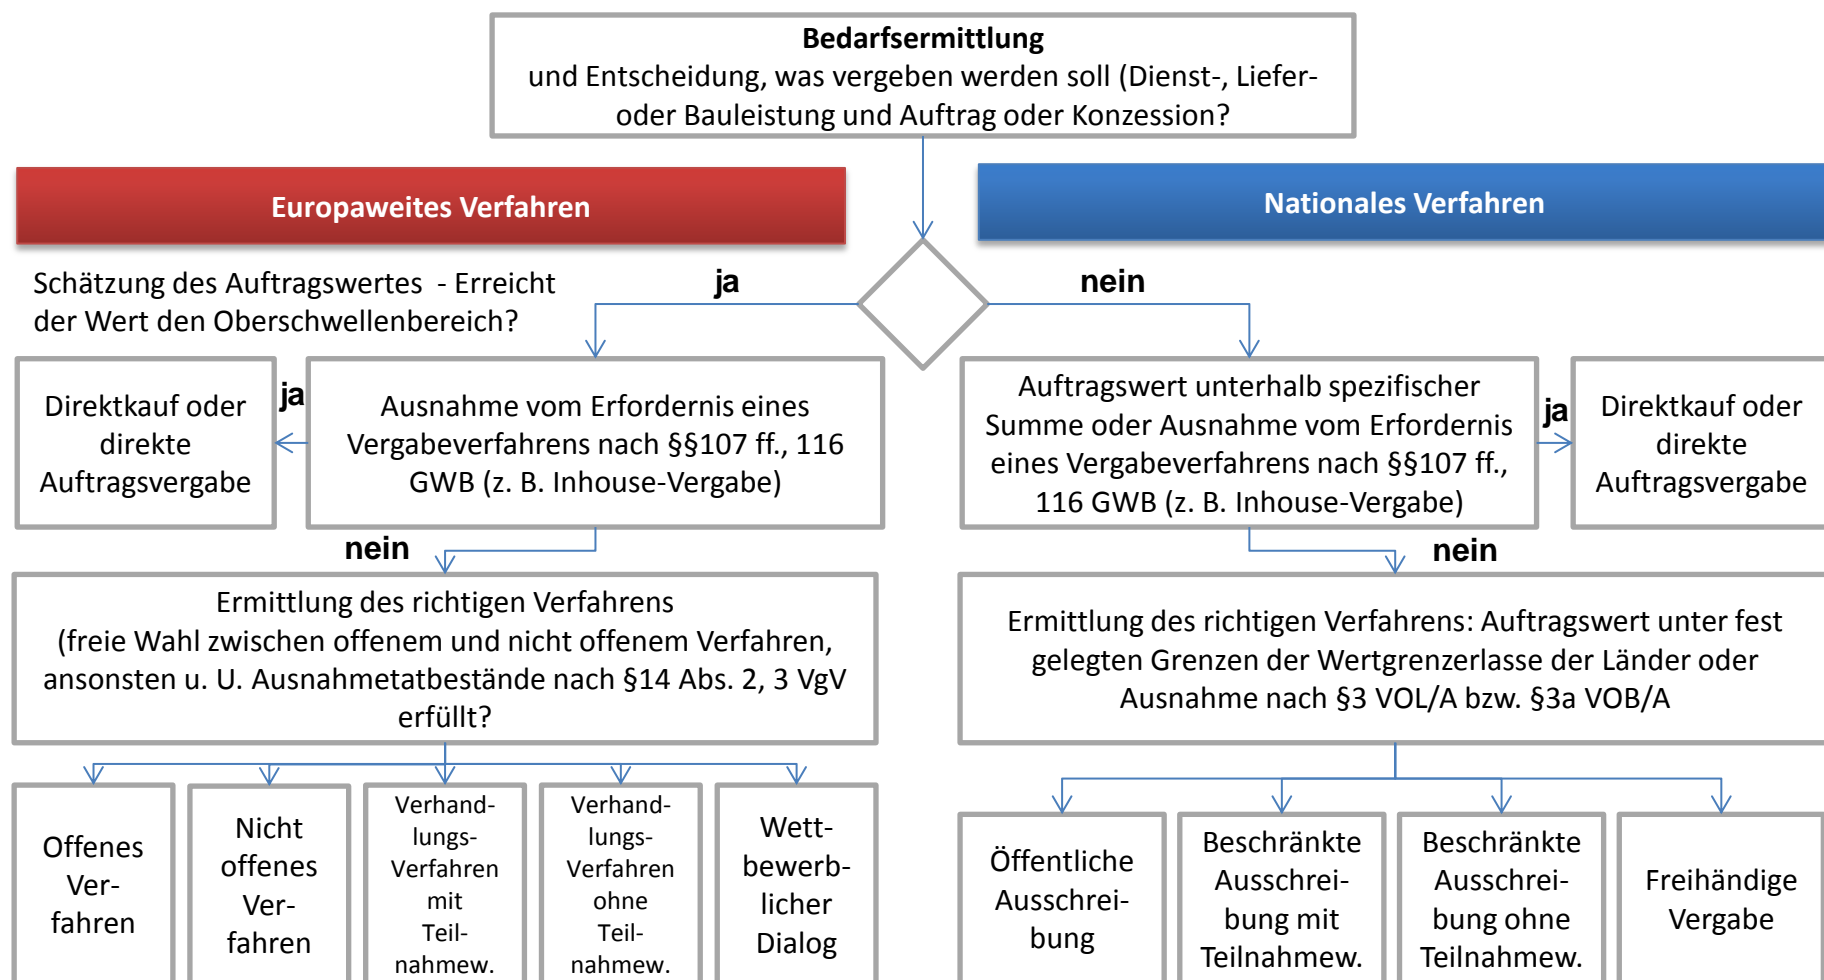 Bedarfsermittlung
und Entscheidung, was vergeben werden soll (Dienst-, Liefer-
oder Bauleistung und Auftrag oder Konzession?
Europaweites Verfahren
Nationales Verfahren
Schätzung des Auftragswertes - Erreicht
der Wert den Oberschwellenbereich?
ja
nein
Direktkauf oder
direkte
Auftragsvergabe
ja
Ausnahme vom Erfordernis eines
Vergabeverfahrens nach §§107 ff., 116
GWB (z. B. Inhouse-Vergabe)
Auftragswert unterhalb spezifischer
Summe oder Ausnahme vom Erfordernis
eines Vergabeverfahrens nach §§107 ff.,
116 GWB (z. B. Inhouse-Vergabe)
ja
Direktkauf oder
direkte
Auftragsvergabe
nein
nein
Ermittlung des richtigen Verfahrens
(freie Wahl zwischen offenem und nicht offenem Verfahren,
ansonsten u. U. Ausnahmetatbestände nach §14 Abs. 2, 3 VgV
erfüllt?
Ermittlung des richtigen Verfahrens: Auftragswert unter fest
gelegten Grenzen der Wertgrenzerlasse der Länder oder
Ausnahme nach §3 VOL/A bzw. §3a VOB/A
Offenes
Ver-
fahren
Nicht
offenes
Ver-
fahren
Verhand-
lungs-
Verfahren
mit
Teil-
nahmew.
Verhand-
lungs-
Verfahren
ohne
Teil-
nahmew.
Wett-
bewerb-
licher
Dialog
Öffentliche
Ausschrei-
bung
Beschränkte
Ausschrei-
bung mit
Teilnahmew.
Beschränkte
Ausschrei-
bung ohne
Teilnahmew.
Freihändige
Vergabe